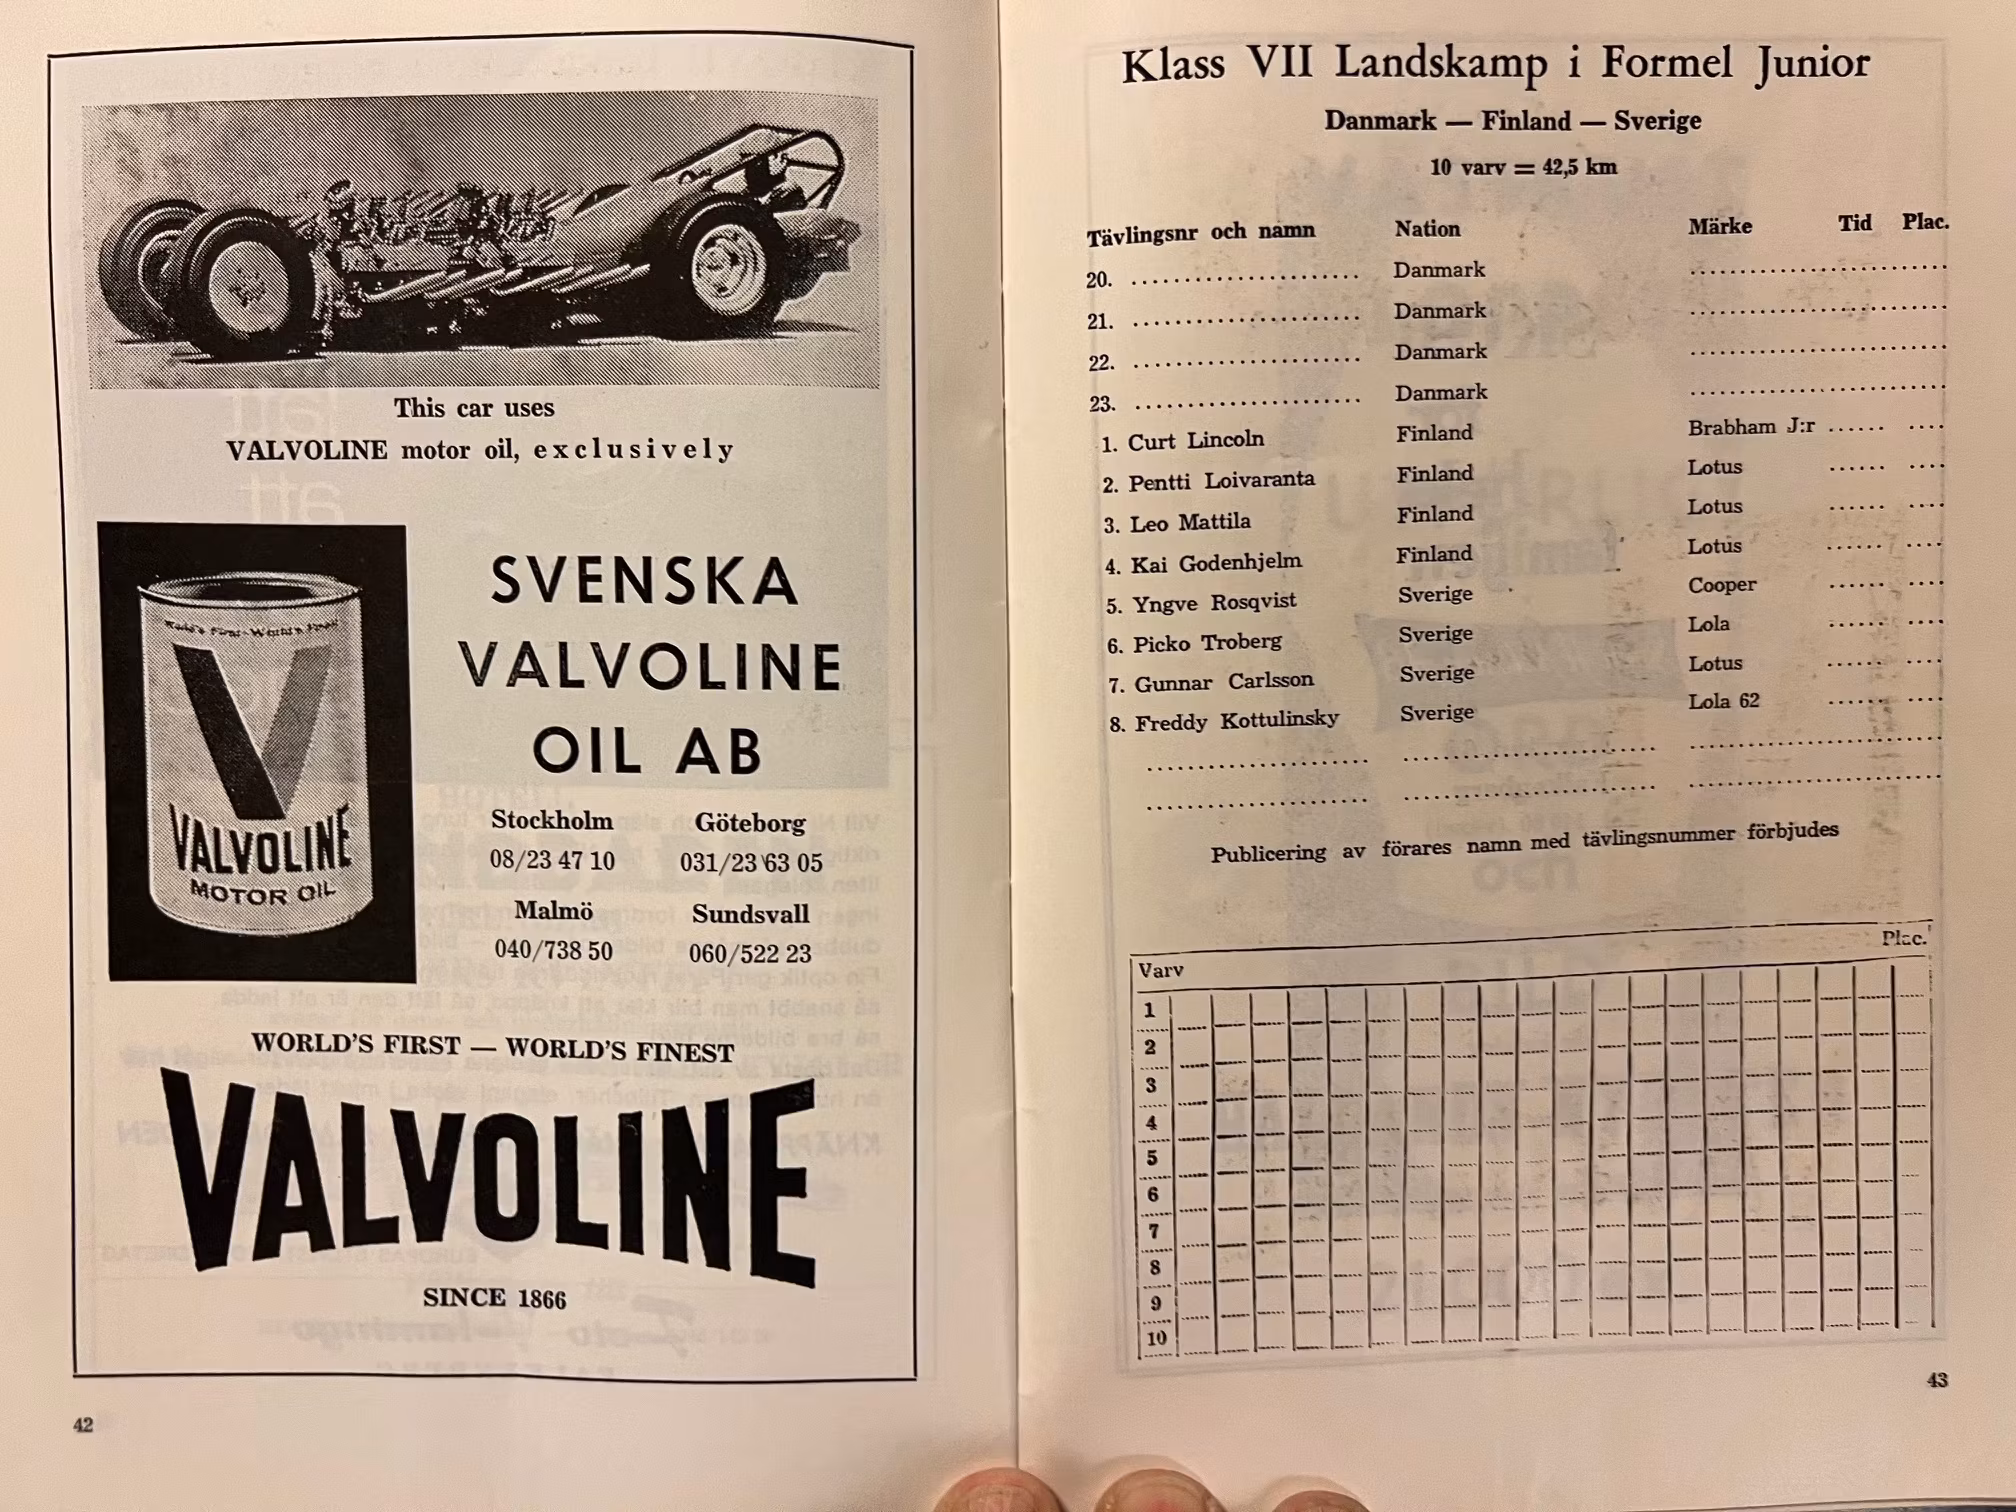 This car uses
VALVOLINE motor oil, exclusively
World's First - World's Finest
V
VALVOLINE
MOTOR OIL
SVENSKA
VALVOLINE
OIL AB
Stockholm Göteborg
08/23 47 10 031/23 63 05
Malmö Sundsvall
040/738 50 060/522 23
WORLD'S FIRST — WORLD'S FINEST
VALVOLINE
SINCE 1866
42
Klass VII Landskamp i Formel Junior
Danmark — Finland — Sverige
10 varv = 42,5 km
Tävlingsnr och namn Nation Märke Tid Plac.
20. .................... Danmark ....................
21. .................... Danmark ....................
22. .................... Danmark ....................
23. .................... Danmark ....................
1. Curt Lincoln Finland Brabham J:r ...... ....
2. Pentti Loivaranta Finland Lotus ...... ....
3. Leo Mattila Finland Lotus ...... ....
4. Kai Godenhjelm Finland Lotus ...... ....
5. Yngve Rosqvist Sverige Cooper ...... ....
6. Picko Troberg Sverige Lola ...... ....
7. Gunnar Carlsson Sverige Lotus ...... ....
8. Freddy Kottulinsky Sverige Lola 62 ...... ....
Publicering av förares namn med tävlingsnummer förbjudes
Varv Plac.
1
2
3
4
5
6
7
8
9
10
43